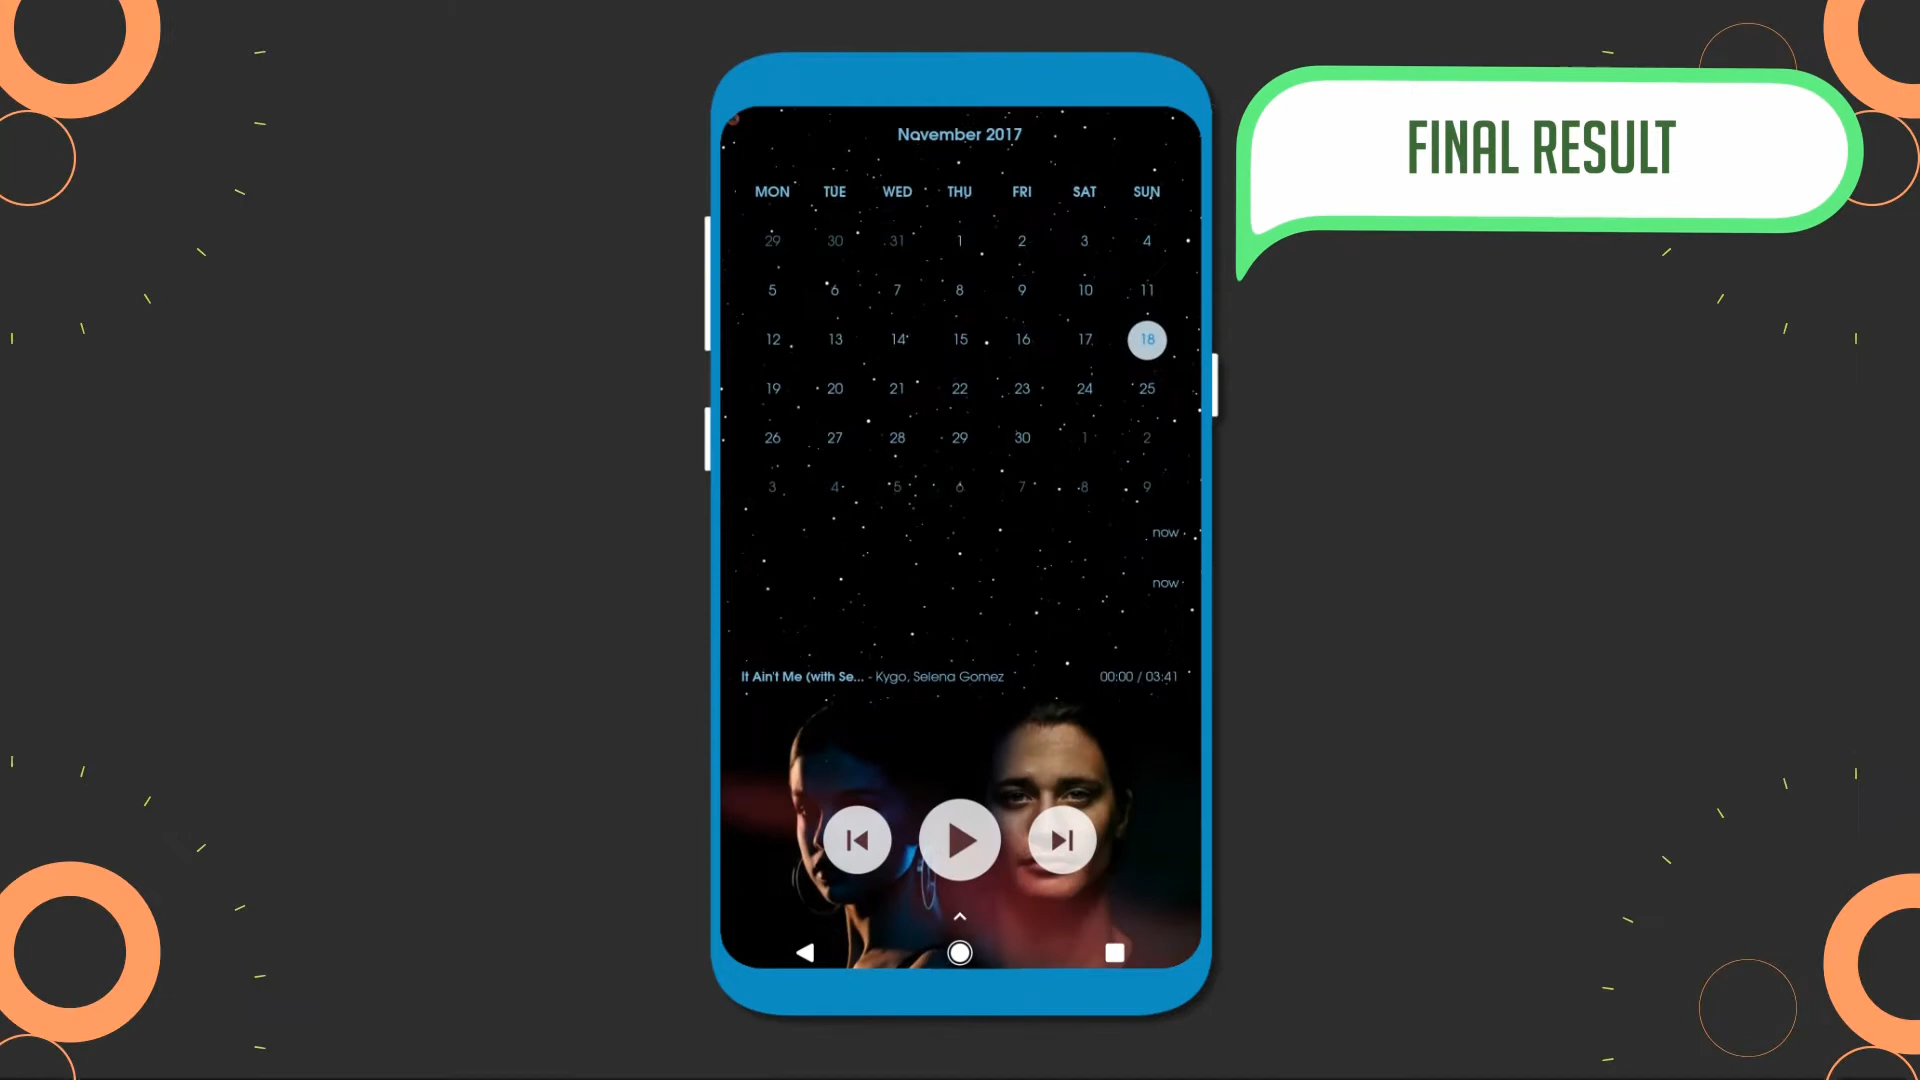 FINAL RESULT
November 2017
MON TUE WED THU FRI SAT SUN
29 30 31 1 2 3 4
5 6 7 8 9 10 11
12 13 14 15 16 17 18
19 20 21 22 23 24 25
26 27 28 29 30 1 2
3 4 5 6 7 8 9
now
now
It Ain't Me (with Se... - Kygo, Selena Gomez 00:00 / 03:41